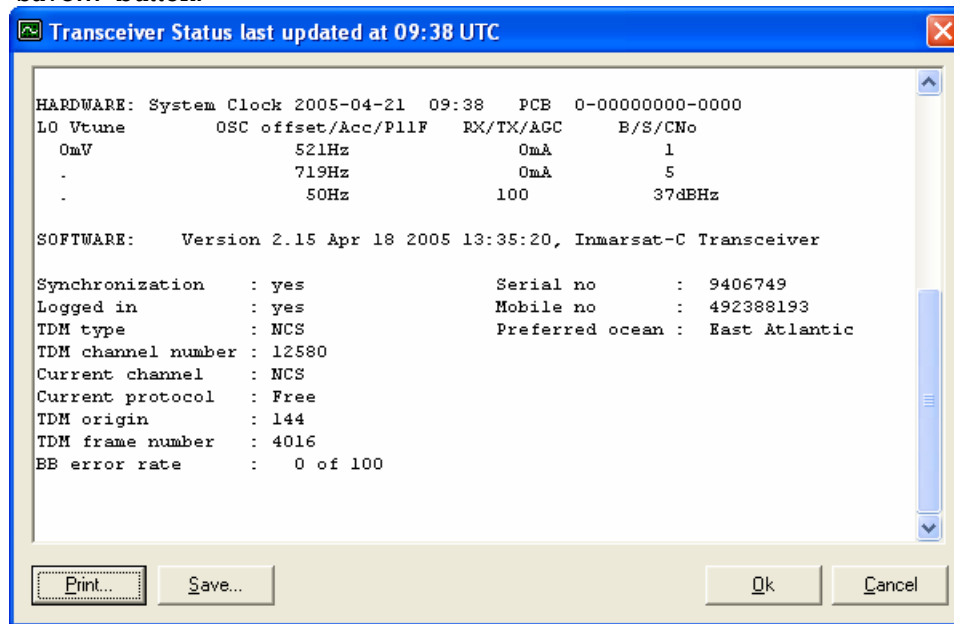 Transceiver Status last updated at 09:38 UTC
HARDWARE: System Clock 2005-04-21 09:38 PCB 0-00000000-0000
LO Vtune OSC offset/Acc/PllF RX/TX/AGC B/S/CNo
0mV 521Hz 0mA 1
. 719Hz 0mA 5
. 50Hz 100 37dBHz
SOFTWARE: Version 2.15 Apr 18 2005 13:35:20, Inmarsat-C Transceiver
Synchronization : yes Serial no : 9406749
Logged in : yes Mobile no : 492388193
TDM type : NCS Preferred ocean : East Atlantic
TDM channel number : 12580
Current channel : NCS
Current protocol : Free
TDM origin : 144
TDM frame number : 4016
BB error rate : 0 of 100
Print... Save... Ok Cancel